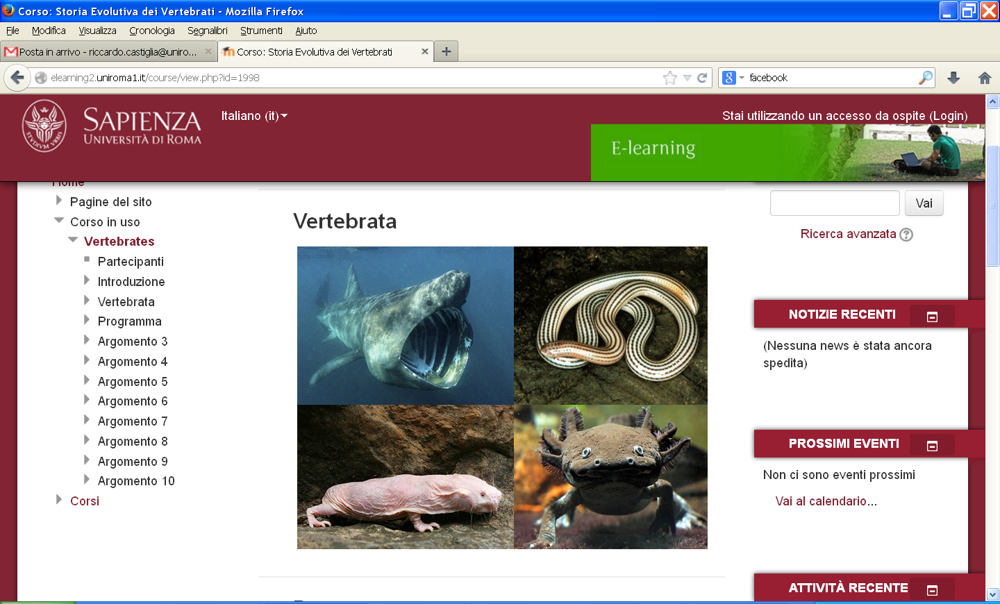 Corso: Storia Evolutiva dei Vertebrati - Mozilla Firefox
File Modifica Visualizza Cronologia Segnalibri Strumenti Aiuto
Posta in arrivo - riccardo.castiglia@uniro...
Corso: Storia Evolutiva dei Vertebrati
elearning2.uniroma1.it/course/view.php?id=1998
facebook
STUDIUM URBIS
SAPIENZA
UNIVERSITÀ DI ROMA
Italiano (it)
Stai utilizzando un accesso da ospite (Login)
E-learning
Home
Pagine del sito
Corso in uso
Vertebrates
Partecipanti
Introduzione
Vertebrata
Programma
Argomento 3
Argomento 4
Argomento 5
Argomento 6
Argomento 7
Argomento 8
Argomento 9
Argomento 10
Corsi
Vertebrata
Vai
Ricerca avanzata ?
NOTIZIE RECENTI
(Nessuna news è stata ancora
spedita)
PROSSIMI EVENTI
Non ci sono eventi prossimi
Vai al calendario...
ATTIVITÀ RECENTE